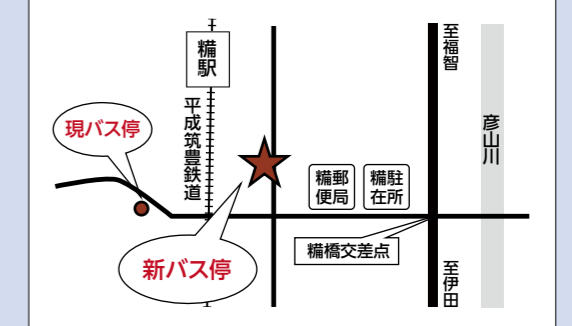 糒駅
平成筑豊鉄道
現バス停
新バス停
糒郵
便局
糒駐
在所
糒橋交差点
至福智
彦山川
至伊田